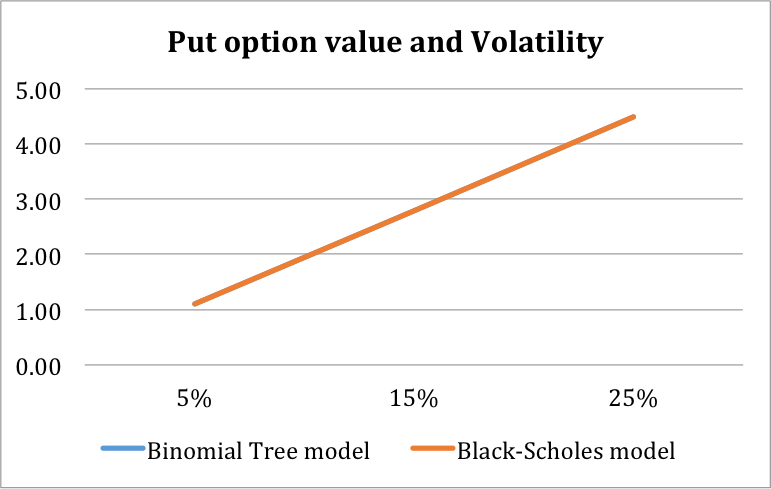 Put option value and Volatility
5.00
4.00
3.00
2.00
1.00
0.00
5% 15% 25%
Binomial Tree model Black-Scholes model